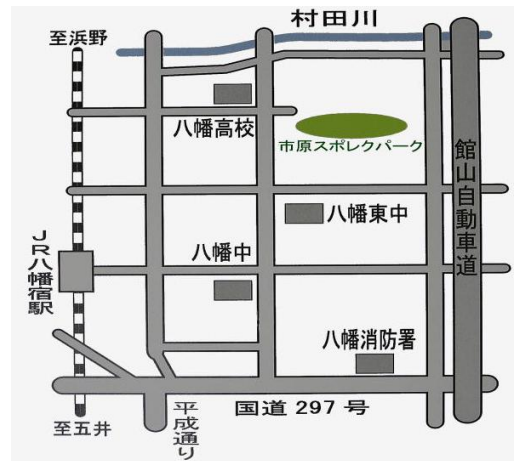 村田川
至浜野
八幡高校
市原スポレクパーク
館山自動車道
八幡東中
JR八幡宿駅
八幡中
八幡消防署
国道297号
平成通り
至五井